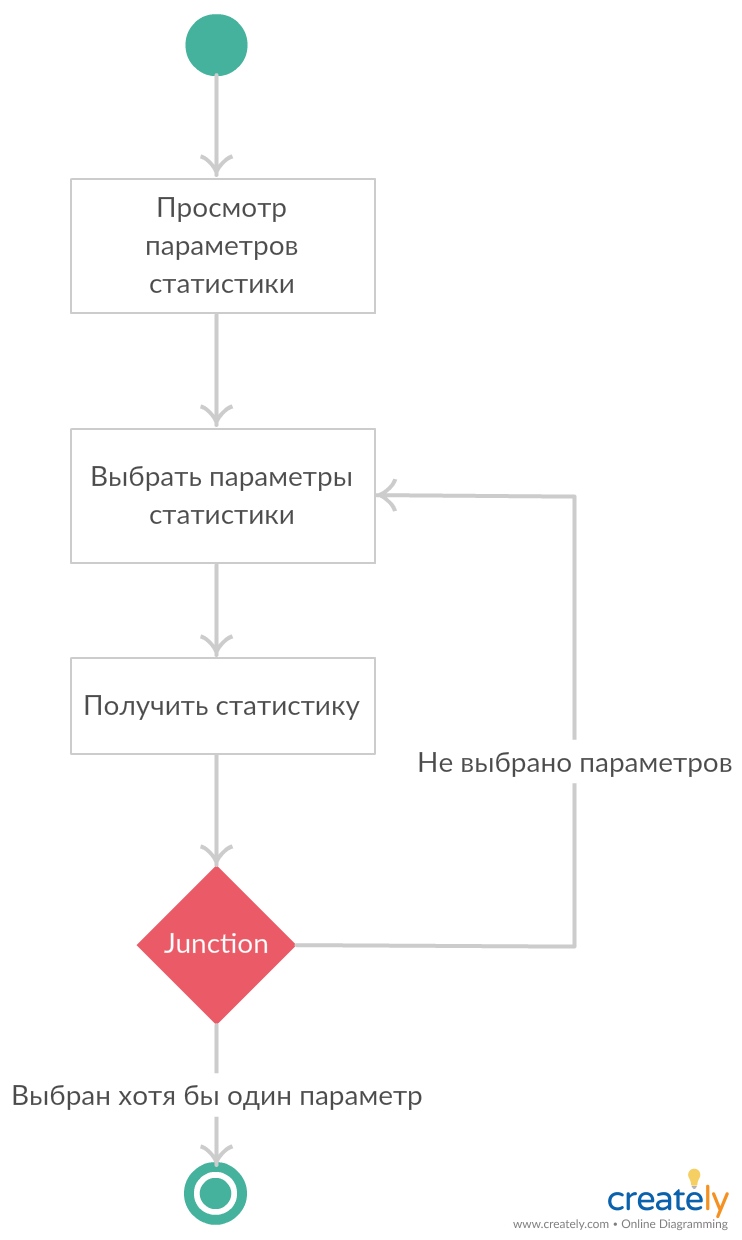 Просмотр
параметров
статистики
Выбрать параметры
статистики
Получить статистику
Не выбрано параметров
Junction
Выбран хотя бы один параметр
creately
www.creately.com • Online Diagramming